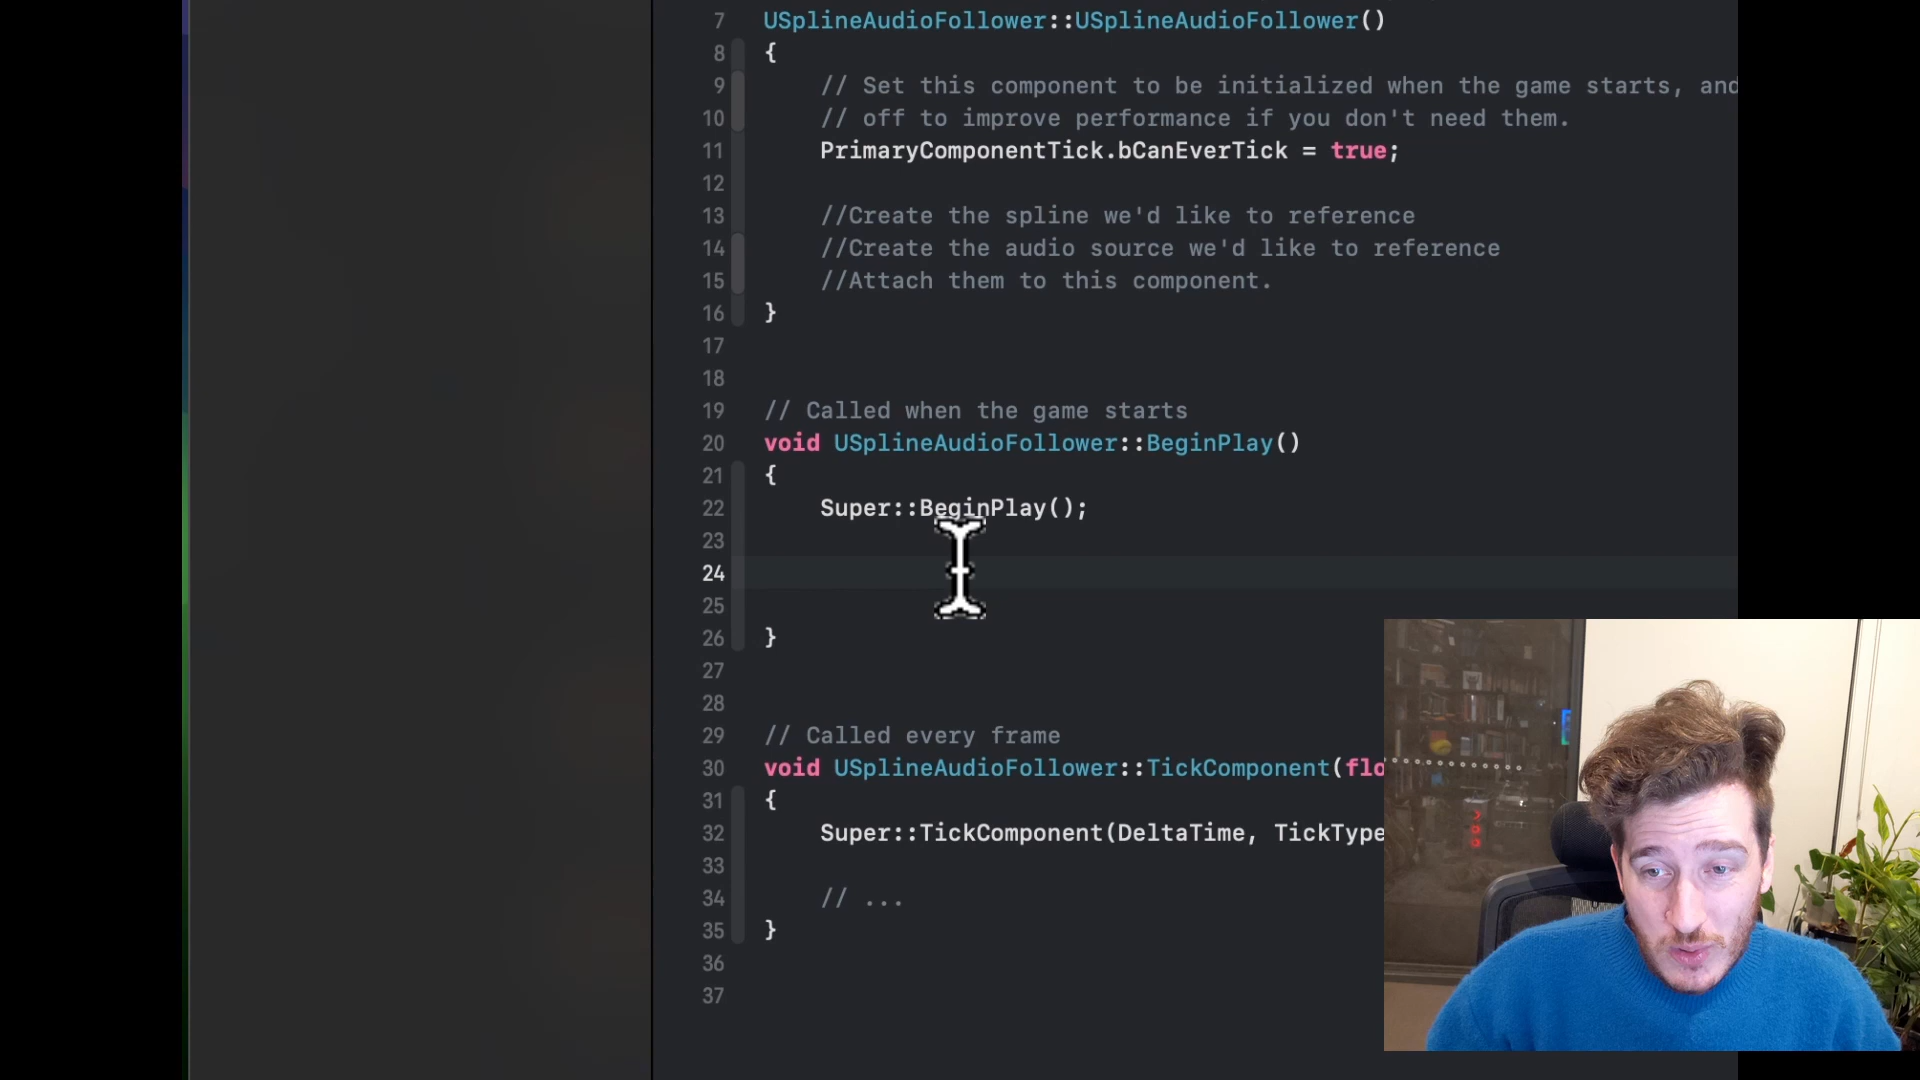 7 USplineAudioFollower::USplineAudioFollower()
8 {
9 // Set this component to be initialized when the game starts, and
10 // off to improve performance if you don't need them.
11 PrimaryComponentTick.bCanEverTick = true;
12
13 //Create the spline we'd like to reference
14 //Create the audio source we'd like to reference
15 //Attach them to this component.
16 }
17
18
19 // Called when the game starts
20 void USplineAudioFollower::BeginPlay()
21 {
22 Super::BeginPlay();
23
24
25
26 }
27
28
29 // Called every frame
30 void USplineAudioFollower::TickComponent(flo
31 {
32 Super::TickComponent(DeltaTime, TickType
33
34 // ...
35 }
36
37